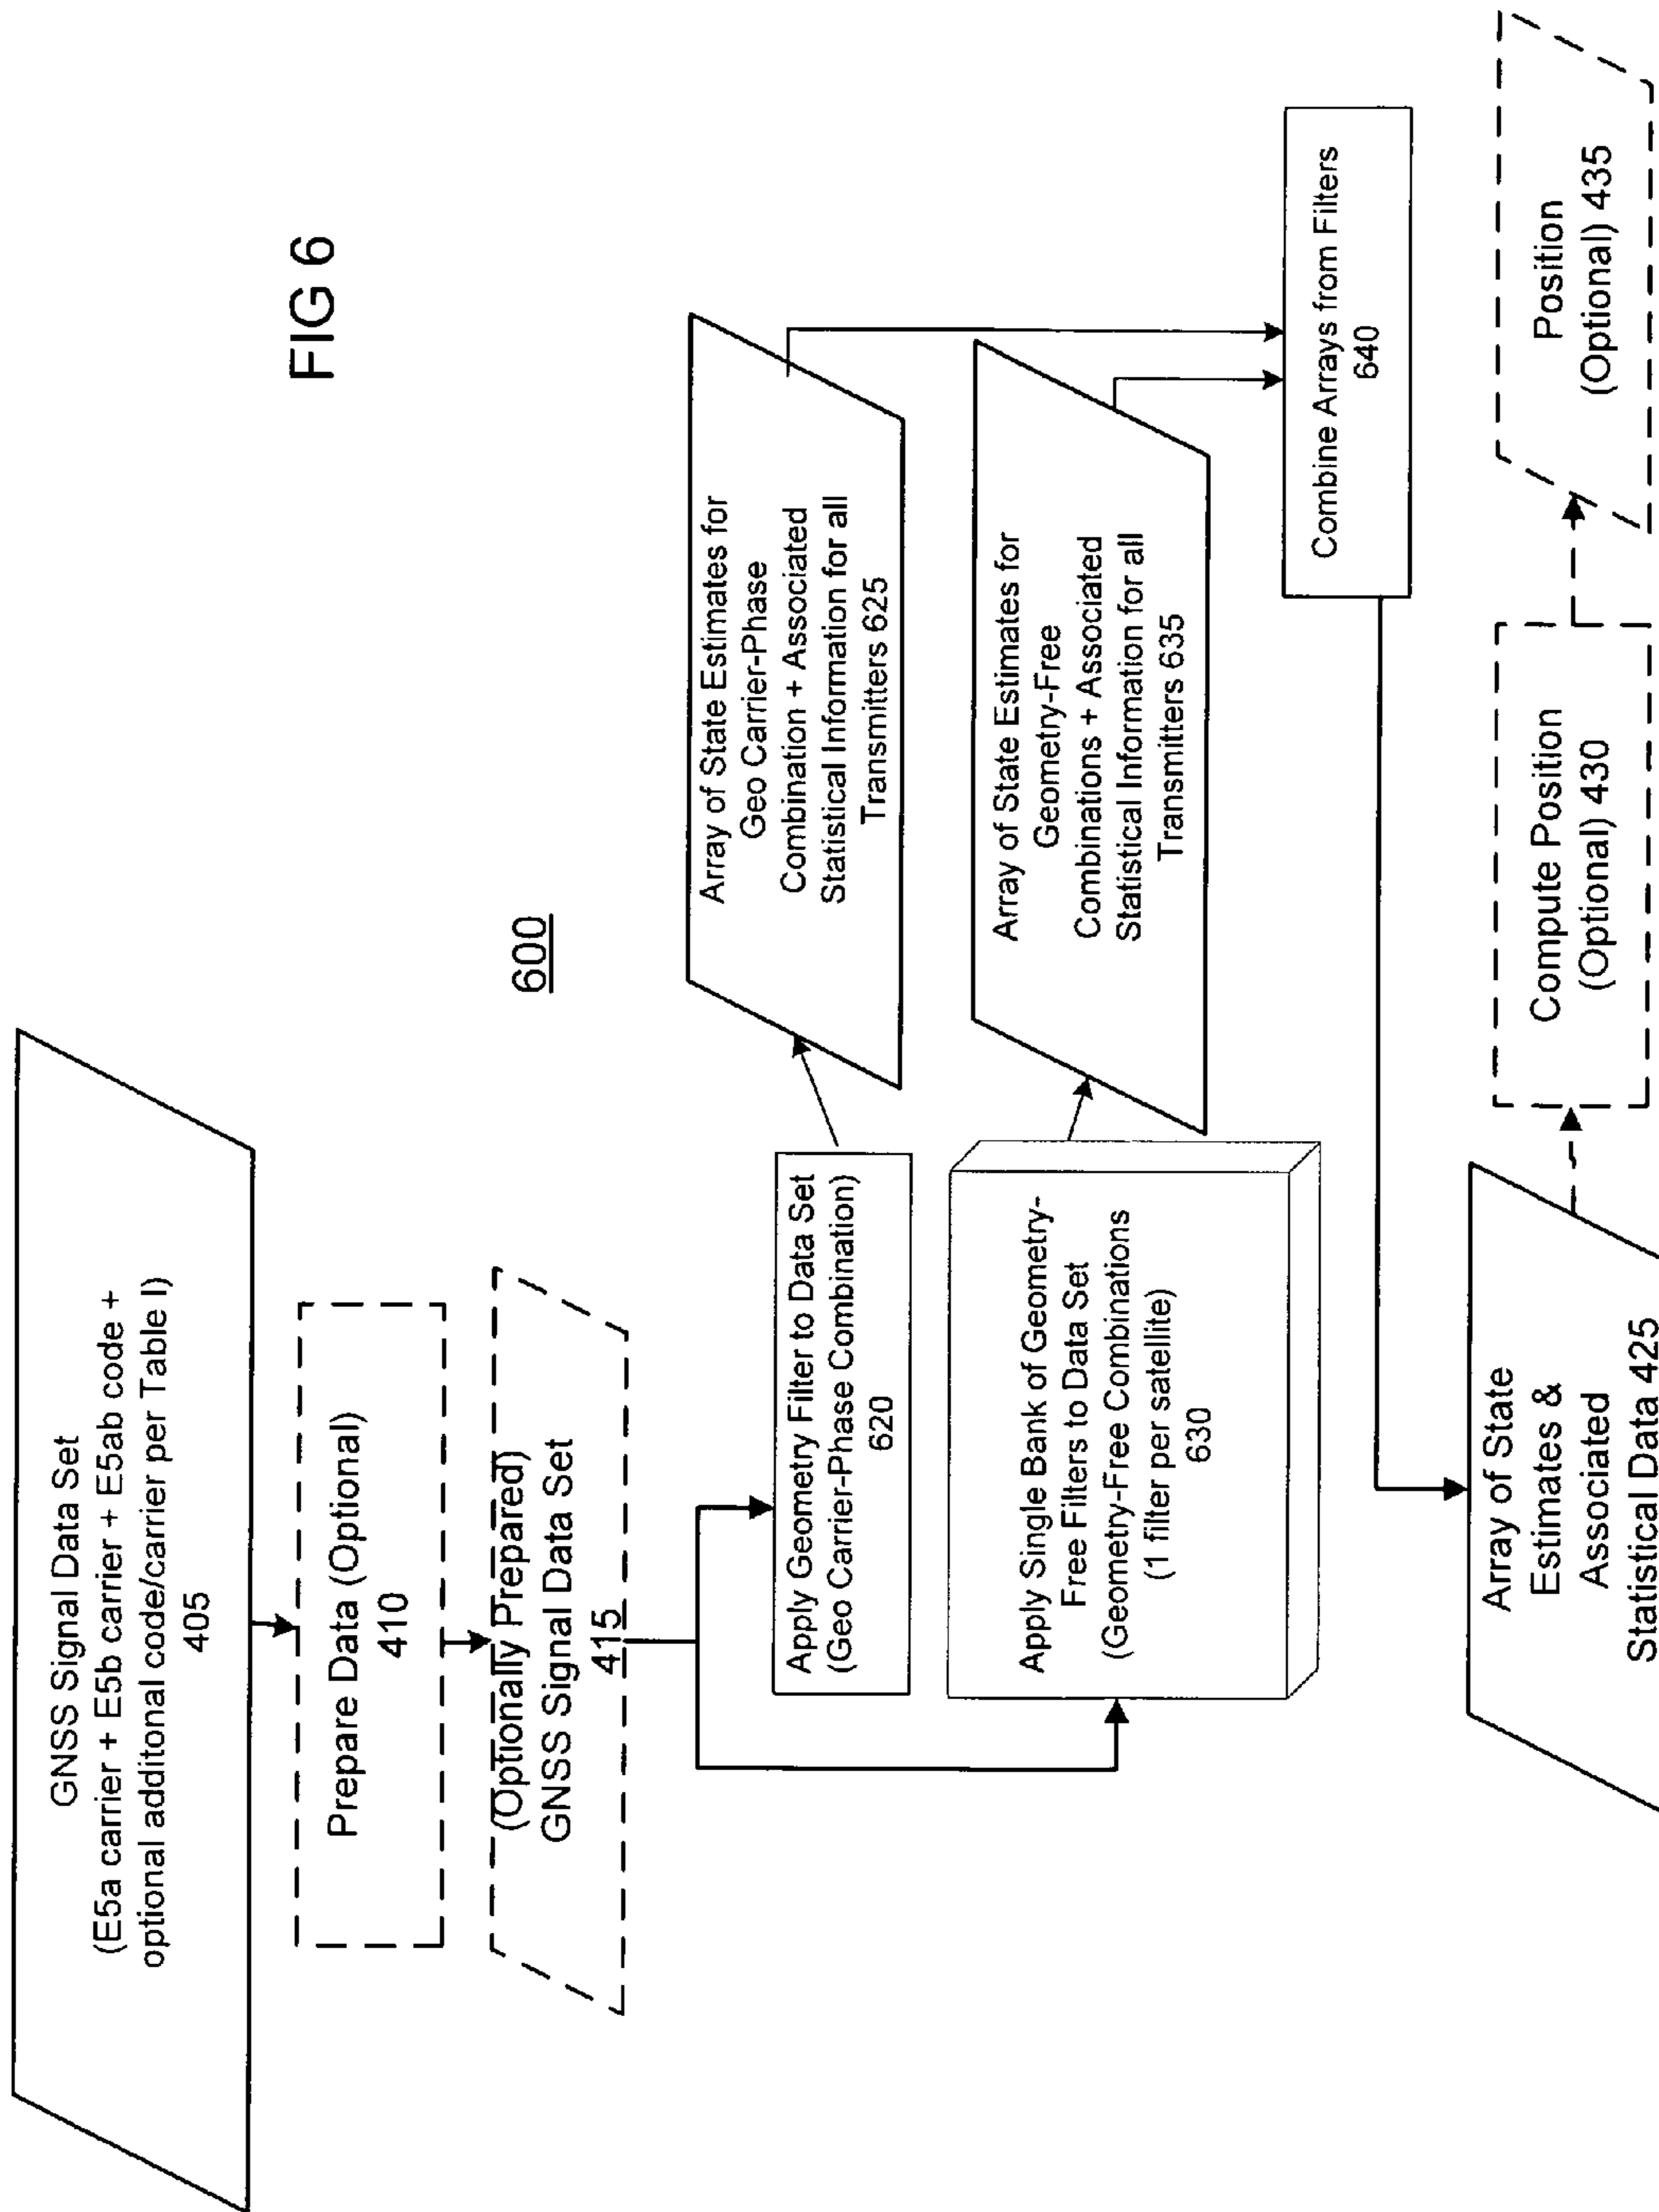 GNSS Signal Data Set
(E5a carrier + E5b carrier + E5ab code +
optional additonal code/carrier per Table I)
405
Prepare Data (Optional)
410
(Optionally Prepared)
GNSS Signal Data Set
415
FIG 6
600
Apply Geometry Filter to Data Set
(Geo Carrier-Phase Combination)
620
Array of State Estimates for
Geo Carrier-Phase
Combination + Associated
Statistical Information for all
Transmitters 625
Apply Single Bank of Geometry-
Free Filters to Data Set
(Geometry-Free Combinations
(1 filter per satellite)
630
Array of State Estimates for
Geometry-Free
Combinations + Associated
Statistical Information for all
Transmitters 635
Combine Arrays from Filters
640
Array of State
Estimates &
Associated
Statistical Data 425
Compute Position
(Optional) 430
Position
(Optional) 435